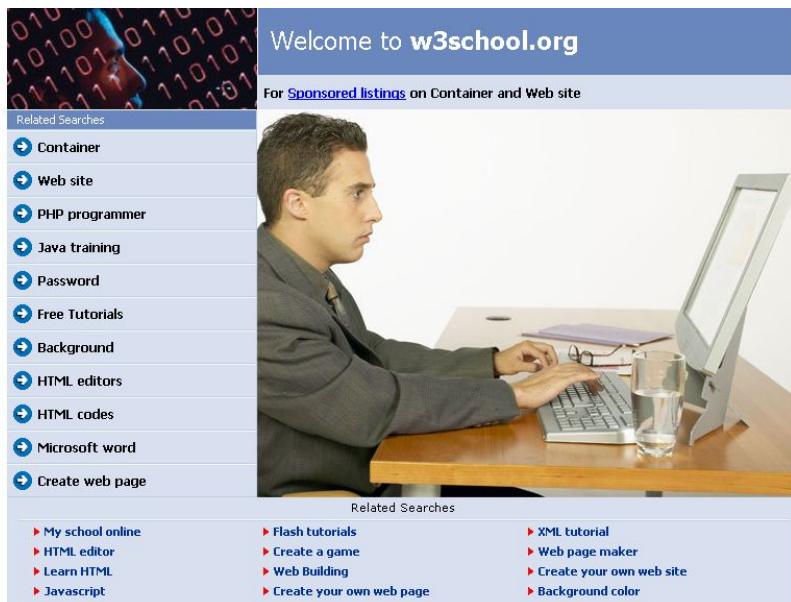 Welcome to w3school.org
For Sponsored listings on Container and Web site
Related Searches
Container
Web site
PHP programmer
Java training
Password
Free Tutorials
Background
HTML editors
HTML codes
Microsoft word
Create web page
Related Searches
My school online
Flash tutorials
XML tutorial
HTML editor
Create a game
Web page maker
Learn HTML
Web Building
Create your own web site
Javascript
Create your own web page
Background color